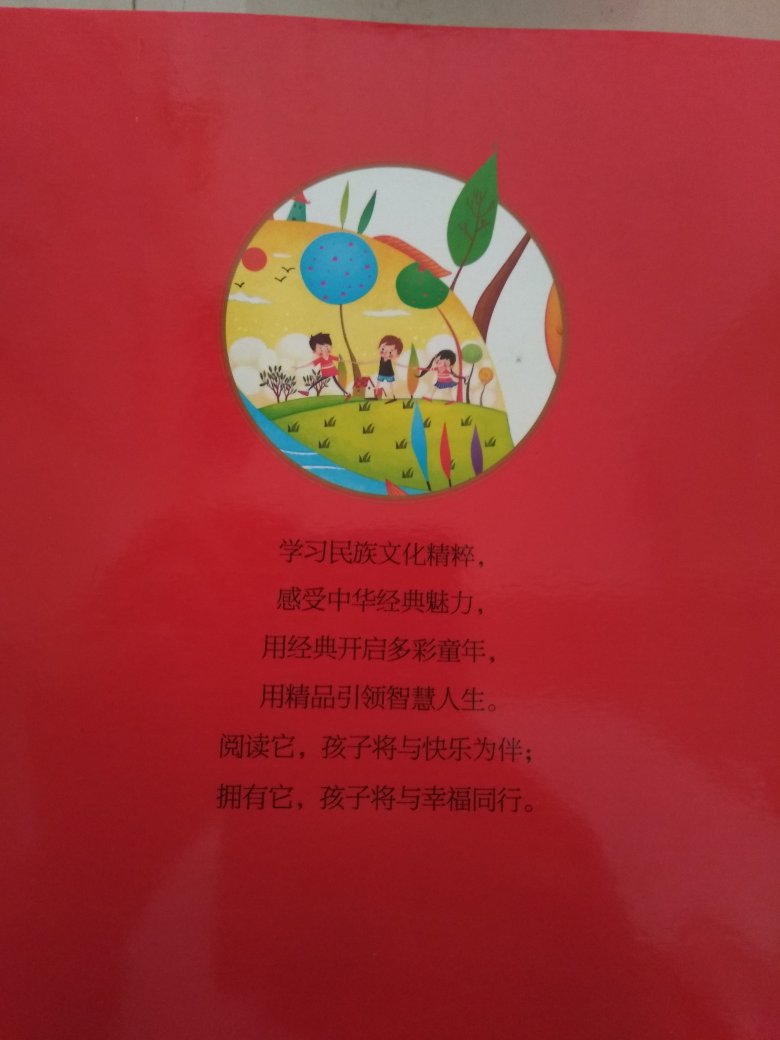 学习民族文化精粹，
感受中华经典魅力，
用经典开启多彩童年，
用精品引领智慧人生。
阅读它，孩子将与快乐为伴；
拥有它，孩子将与幸福同行。